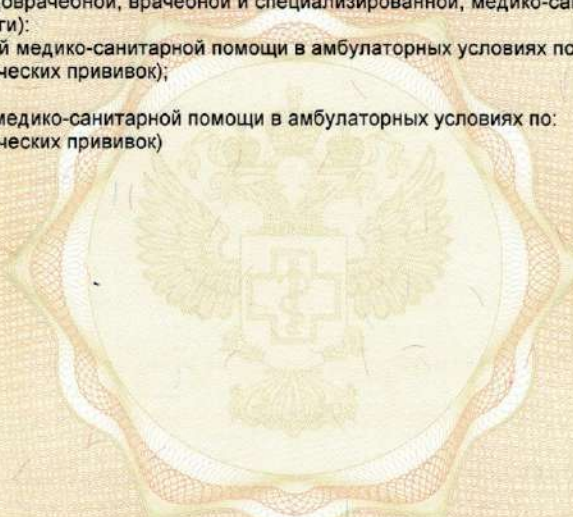 доврачебной, врачебной и специализированной, медико-са
ти):
й медико-санитарной помощи в амбулаторных условиях по
ческих прививок);
медико-санитарной помощи в амбулаторных условиях по:
ческих прививок)